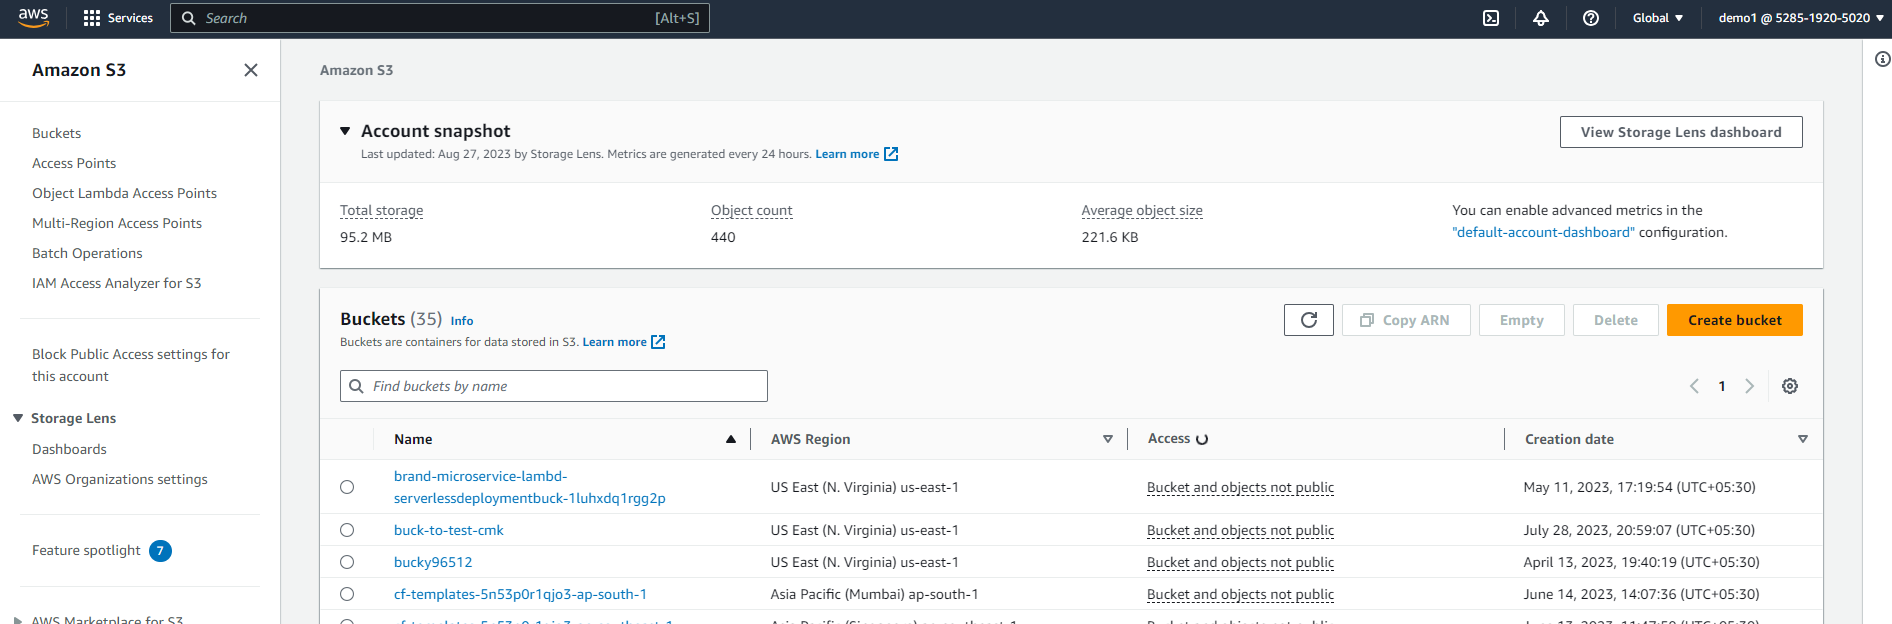 aws
Services
Search
[Alt+S]
Global
demo1 @ 5285-1920-5020
Amazon S3
Buckets
Access Points
Object Lambda Access Points
Multi-Region Access Points
Batch Operations
IAM Access Analyzer for S3
Block Public Access settings for
this account
Storage Lens
Dashboards
AWS Organizations settings
Feature spotlight 7
AWS Marketplace for S3
Amazon S3
Account snapshot
Last updated: Aug 27, 2023 by Storage Lens. Metrics are generated every 24 hours. Learn more
View Storage Lens dashboard
Total storage
95.2 MB
Object count
440
Average object size
221.6 KB
You can enable advanced metrics in the
"default-account-dashboard" configuration.
Buckets (35) Info
Buckets are containers for data stored in S3. Learn more
Copy ARN
Empty
Delete
Create bucket
Find buckets by name
1
Name
AWS Region
Access
Creation date
brand-microservice-lambd-
serverlessdeploymentbuck-1luhxdq1rgg2p
US East (N. Virginia) us-east-1
Bucket and objects not public
May 11, 2023, 17:19:54 (UTC+05:30)
buck-to-test-cmk
US East (N. Virginia) us-east-1
Bucket and objects not public
July 28, 2023, 20:59:07 (UTC+05:30)
bucky96512
US East (N. Virginia) us-east-1
Bucket and objects not public
April 13, 2023, 19:40:19 (UTC+05:30)
cf-templates-5n53p0r1qjo3-ap-south-1
Asia Pacific (Mumbai) ap-south-1
Bucket and objects not public
June 14, 2023, 14:07:36 (UTC+05:30)